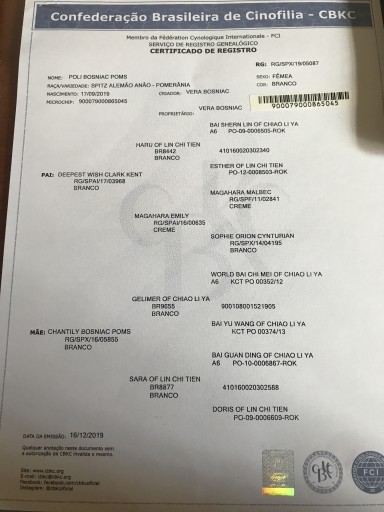 Confederação Brasileira de Cinofilia - CBKC
Membro da Fédération Cynologique Internationale - FCI
SERVIÇO DE REGISTRO GENEALÓGICO
CERTIFICADO DE REGISTRO
RG: RG/SPX/19/05087
NOME: POLI BOSNIAC POMS
SEXO: FÊMEA
RAÇA/VARIEDADE: SPITZ ALEMÃO ANÃO - POMERÂNIA
COR: BRANCO
NASCIMENTO: 17/09/2019
CRIADOR: VERA BOSNIAC
MICROCHIP: 900079000865045
VERA BOSNIAC
900079000865045
PROPRIETÁRIO:
BAI SHERN LIN OF CHIAO LI YA
A6 PO-09-0006505-ROK
HARU OF LIN CHI TIEN
BR8442 410160020302340
BRANCO
ESTHER OF LIN CHI TIEN
PO-12-0008503-ROK
PAI: DEEPEST WISH CLARK KENT
RG/SPAI/17/03968
BRANCO
MAGAHARA MALBEC
RG/SPF/11/02841
CREME
MAGAHARA EMILY
RG/SPAI/16/00635
CREME
SOPHIE ORION CYNTURIAN
RG/SPX/14/04195
BRANCO
WORLD BAI CHI MEI OF CHIAO LI YA
A6 KCT PO 00352/12
GELIMER OF CHIAO LI YA
BR9655 900108001521905
BRANCO
BAI YU WANG OF CHIAO LI YA
KCT PO 00374/13
MÃE: CHANTILY BOSNIAC POMS
RG/SPX/16/05855
BRANCO
BAI GUAN DING OF CHIAO LI YA
A6 PO-10-0006867-ROK
SARA OF LIN CHI TIEN
BR8877 410160020302588
BRANCO
DORIS OF LIN CHI TIEN
PO-09-0006609-ROK
DATA DA EMISSÃO: 16/12/2019
Qualquer anotação neste documento sem
a autorização da CBKC invalida o mesmo.
Site: www.cbkc.org
E-mail: cbkc@cbkc.org
Facebook: facebook.com/cbkcoficial
Instagram: @cbkcoficial
FCI